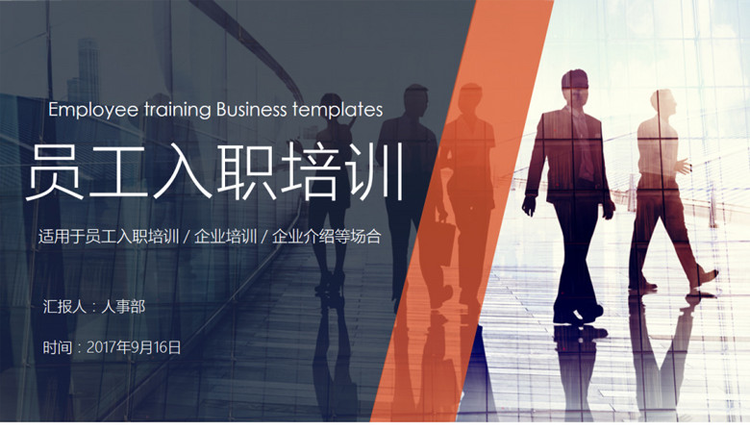 Employee training Business templates
员工入职培训
适用于员工入职培训 / 企业培训 / 企业介绍等场合
汇报人：人事部
时间：2017年9月16日